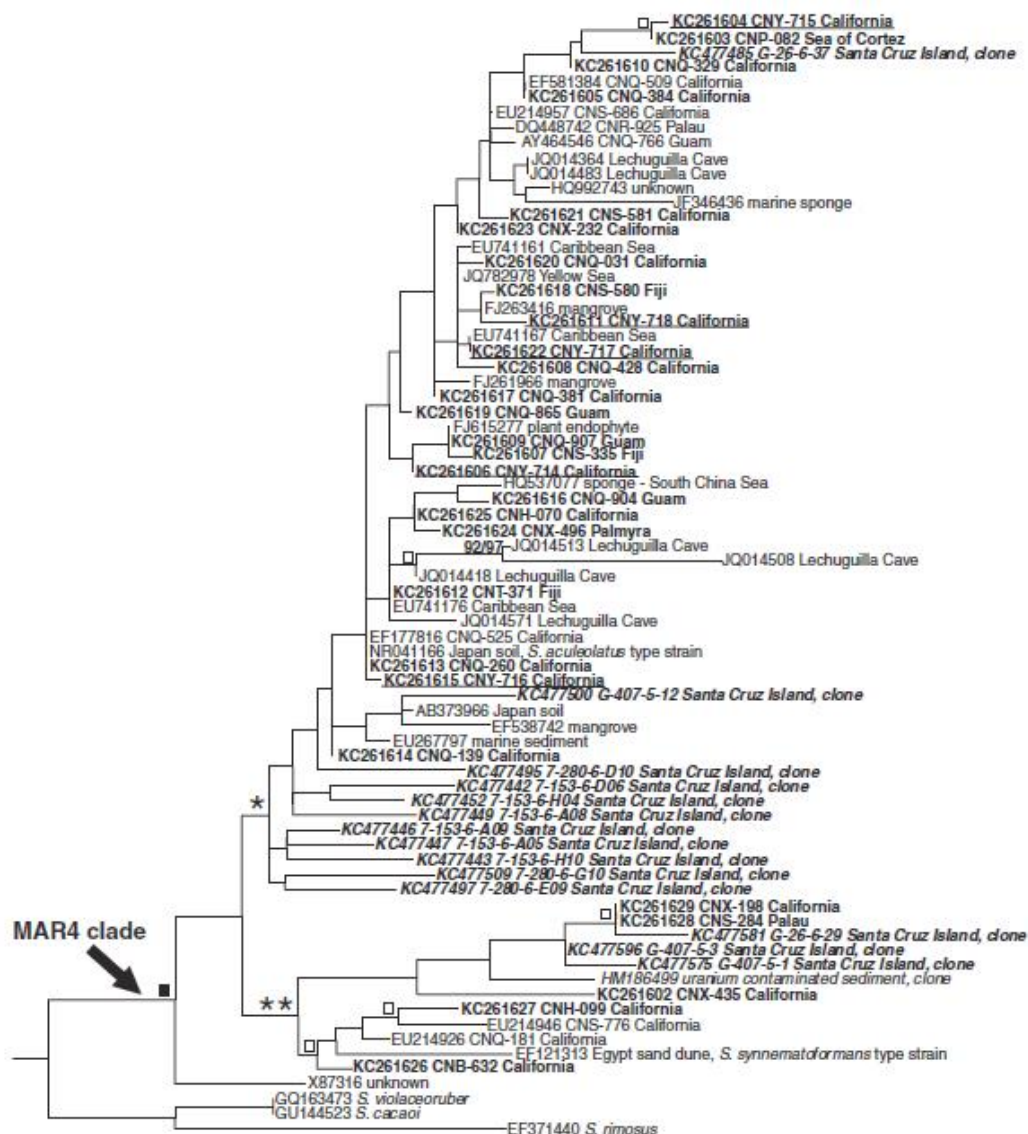 KC261604 CNY-715 California
KC261603 CNP-082 Sea of Cortez
KC477485 G-26-6-37 Santa Cruz Island, clone
KC261610 CNQ-329 California
EF581384 CNQ-509 California
KC261605 CNQ-384 California
EU214957 CNS-686 California
DQ448742 CNR-925 Palau
AY464546 CNQ-766 Guam
JQ014364 Lechuguilla Cave
JQ014483 Lechuguilla Cave
HQ992743 unknown
JF346436 marine sponge
KC261621 CNS-581 California
KC261623 CNX-232 California
EU741161 Caribbean Sea
KC261620 CNQ-031 California
JQ782978 Yellow Sea
KC261618 CNS-580 Fiji
FJ263416 mangrove
KC261611 CNY-718 California
EU741167 Caribbean Sea
KC261622 CNY-717 California
KC261608 CNQ-428 California
FJ261966 mangrove
KC261617 CNQ-381 California
KC261619 CNQ-865 Guam
FJ615277 plant endophyte
KC261609 CNQ-907 Guam
KC261607 CNS-335 Fiji
KC261606 CNY-714 California
HQ537077 sponge - South China Sea
KC261616 CNQ-904 Guam
KC261625 CNH-070 California
KC261624 CNX-496 Palmyra
92/97 JQ014513 Lechuguilla Cave
JQ014508 Lechuguilla Cave
JQ014418 Lechuguilla Cave
KC261612 CNT-371 Fiji
EU741176 Caribbean Sea
JQ014571 Lechuguilla Cave
EF177816 CNQ-525 California
NR041166 Japan soil, S. aculeolatus type strain
KC261613 CNQ-260 California
KC261615 CNY-716 California
KC477500 G-407-5-12 Santa Cruz Island, clone
AB373966 Japan soil
EF538742 mangrove
EU267797 marine sediment
KC261614 CNQ-139 California
KC477495 7-280-6-D10 Santa Cruz Island, clone
KC477442 7-153-6-D06 Santa Cruz Island, clone
KC477452 7-153-6-H04 Santa Cruz Island, clone
*
KC477449 7-153-6-A08 Santa Cruz Island, clone
KC477446 7-153-6-A09 Santa Cruz Island, clone
KC477447 7-153-6-A05 Santa Cruz Island, clone
KC477443 7-153-6-H10 Santa Cruz Island, clone
KC477509 7-280-6-G10 Santa Cruz Island, clone
KC477497 7-280-6-E09 Santa Cruz Island, clone
KC261629 CNX-198 California
KC261628 CNS-284 Palau
MAR4 clade
KC477581 G-26-6-29 Santa Cruz Island, clone
KC477596 G-407-5-3 Santa Cruz Island, clone
KC477575 G-407-5-1 Santa Cruz Island, clone
HM186499 uranium contaminated sediment, clone
KC261602 CNX-435 California
**
KC261627 CNH-099 California
EU214946 CNS-776 California
EU214926 CNQ-181 California
EF121313 Egypt sand dune, S. synnematoformans type strain
KC261626 CNB-632 California
X87316 unknown
GQ163473 S. violaceoruber
GU144523 S. cacaoi
EF371440 S. rimosus